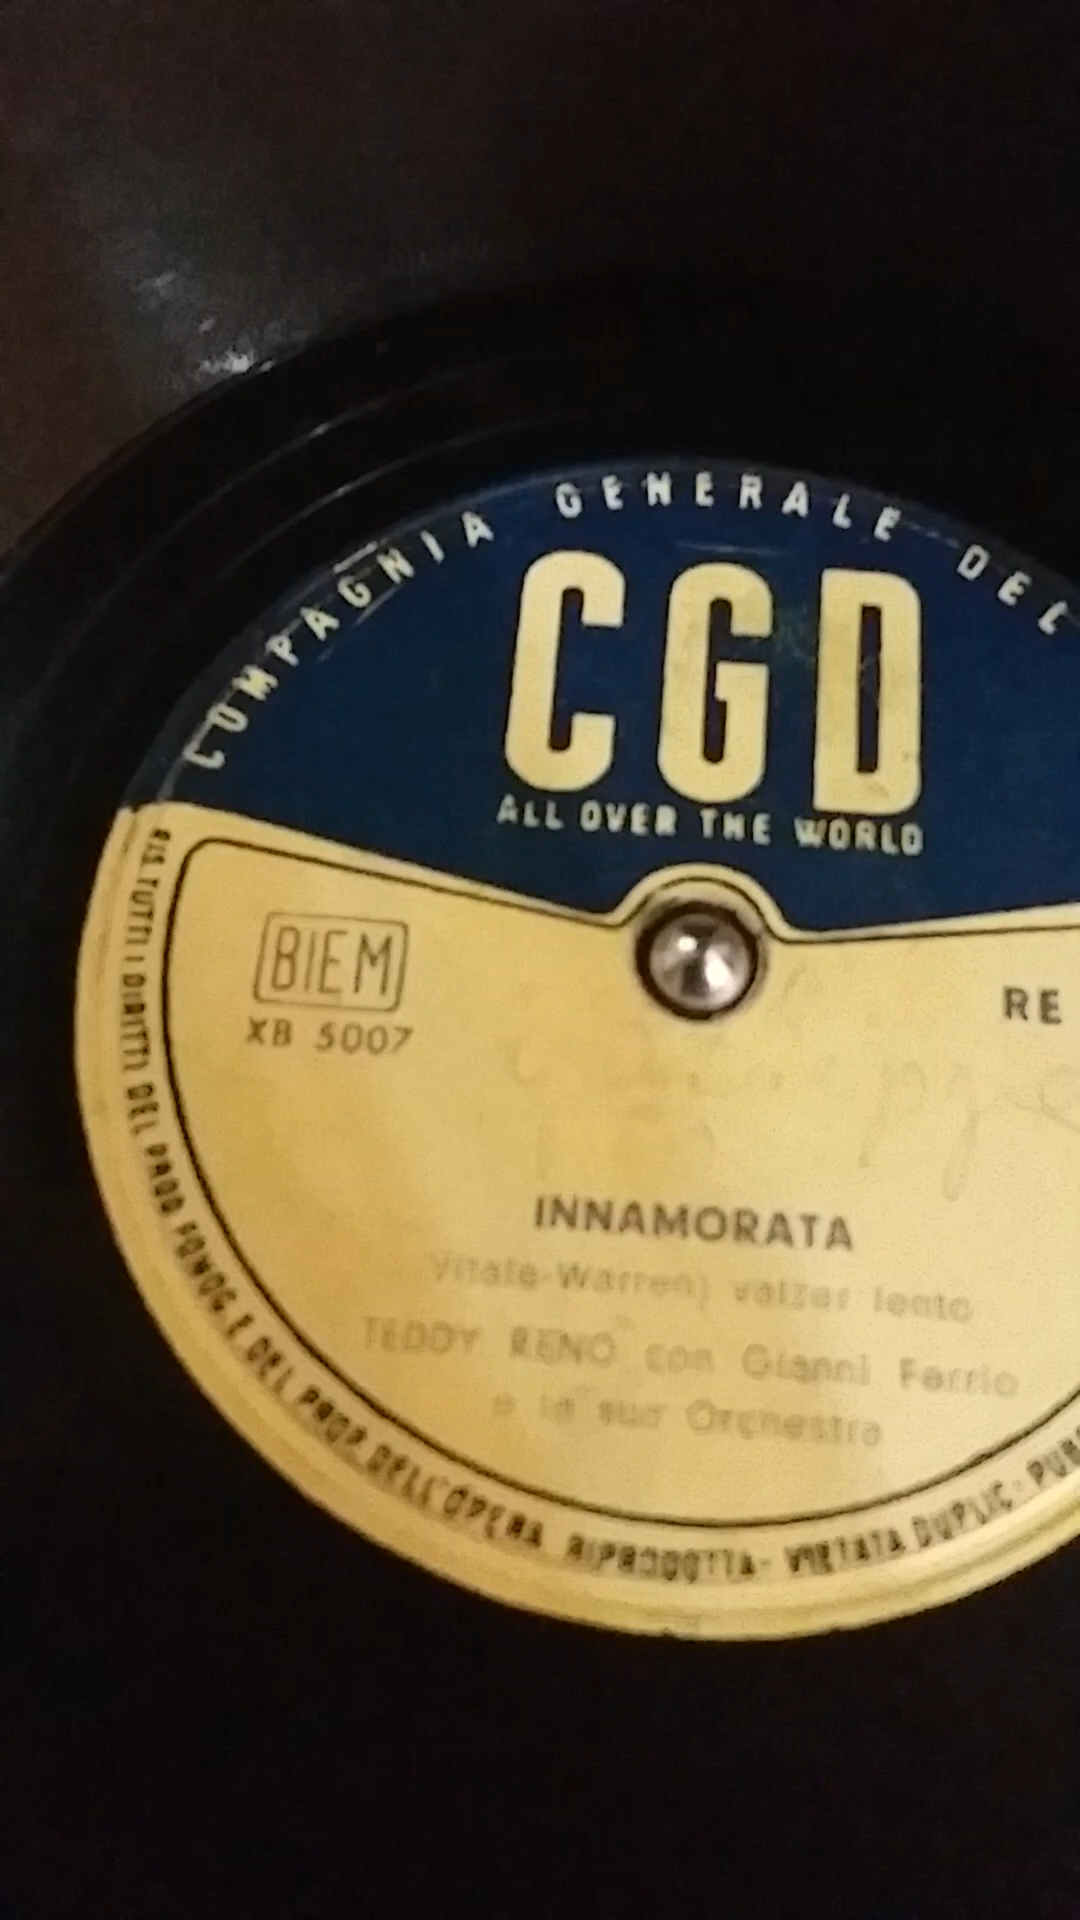 COMPAGNIA GENERALE DEL
CGD
ALL OVER THE WORLD
BIEM
XB 5007
RE
INNAMORATA
Vitale-Warren) valzer lento
TEDDY RENO con Gianni Ferrio
e la sua Orchestra
RIS. TUTTI I DIRITTI DEL PROD. FONOG. E DEL PROP. DELL'OPERA RIPRODOTTA - VIETATA DUPLIC. - PUB